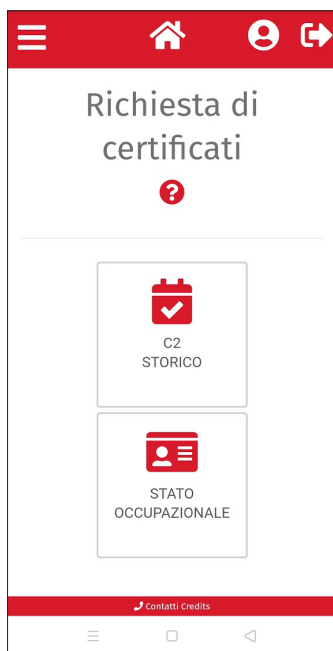 Richiesta di
certificati
?
C2
STORICO
STATO
OCCUPAZIONALE
Contatti Credits